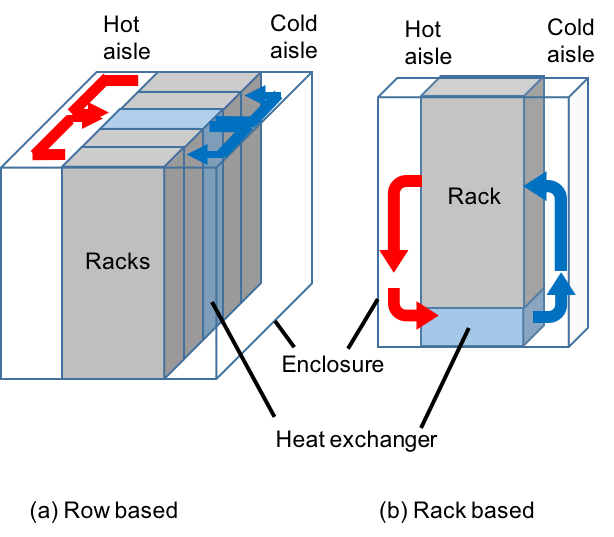 Hot
aisle
Cold
aisle
Hot
aisle
Cold
aisle
Racks
Rack
Enclosure
Heat exchanger
(a) Row based
(b) Rack based